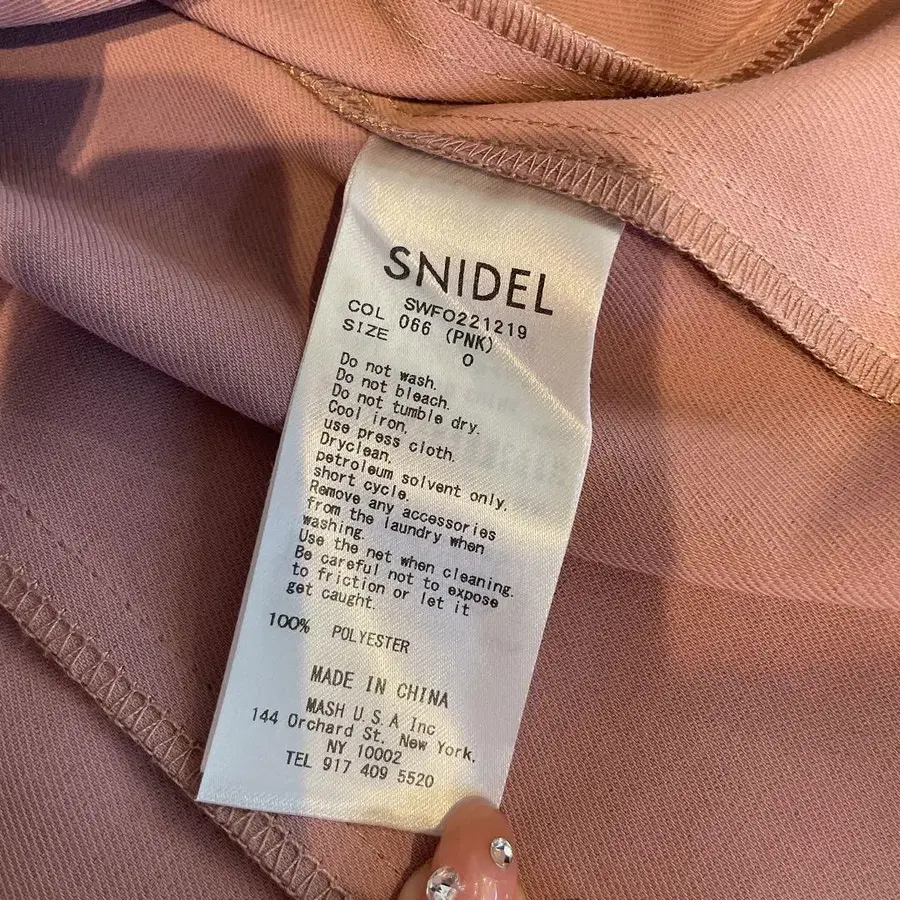 SNIDEL
SWFO221219
COL 066 (PNK)
SIZE 0
Do not wash.
Do not bleach.
Do not tumble dry.
Cool iron,
use press cloth.
Dryclean,
petroleum solvent only,
short cycle.
Remove any accessories
from the laundry when
washing.
Use the net when cleaning.
Be careful not to expose
to friction or let it
get caught.
100% POLYESTER
MADE IN CHINA
MASH U.S.A Inc
144 Orchard St. New York,
NY 10002
TEL 917 409 5520